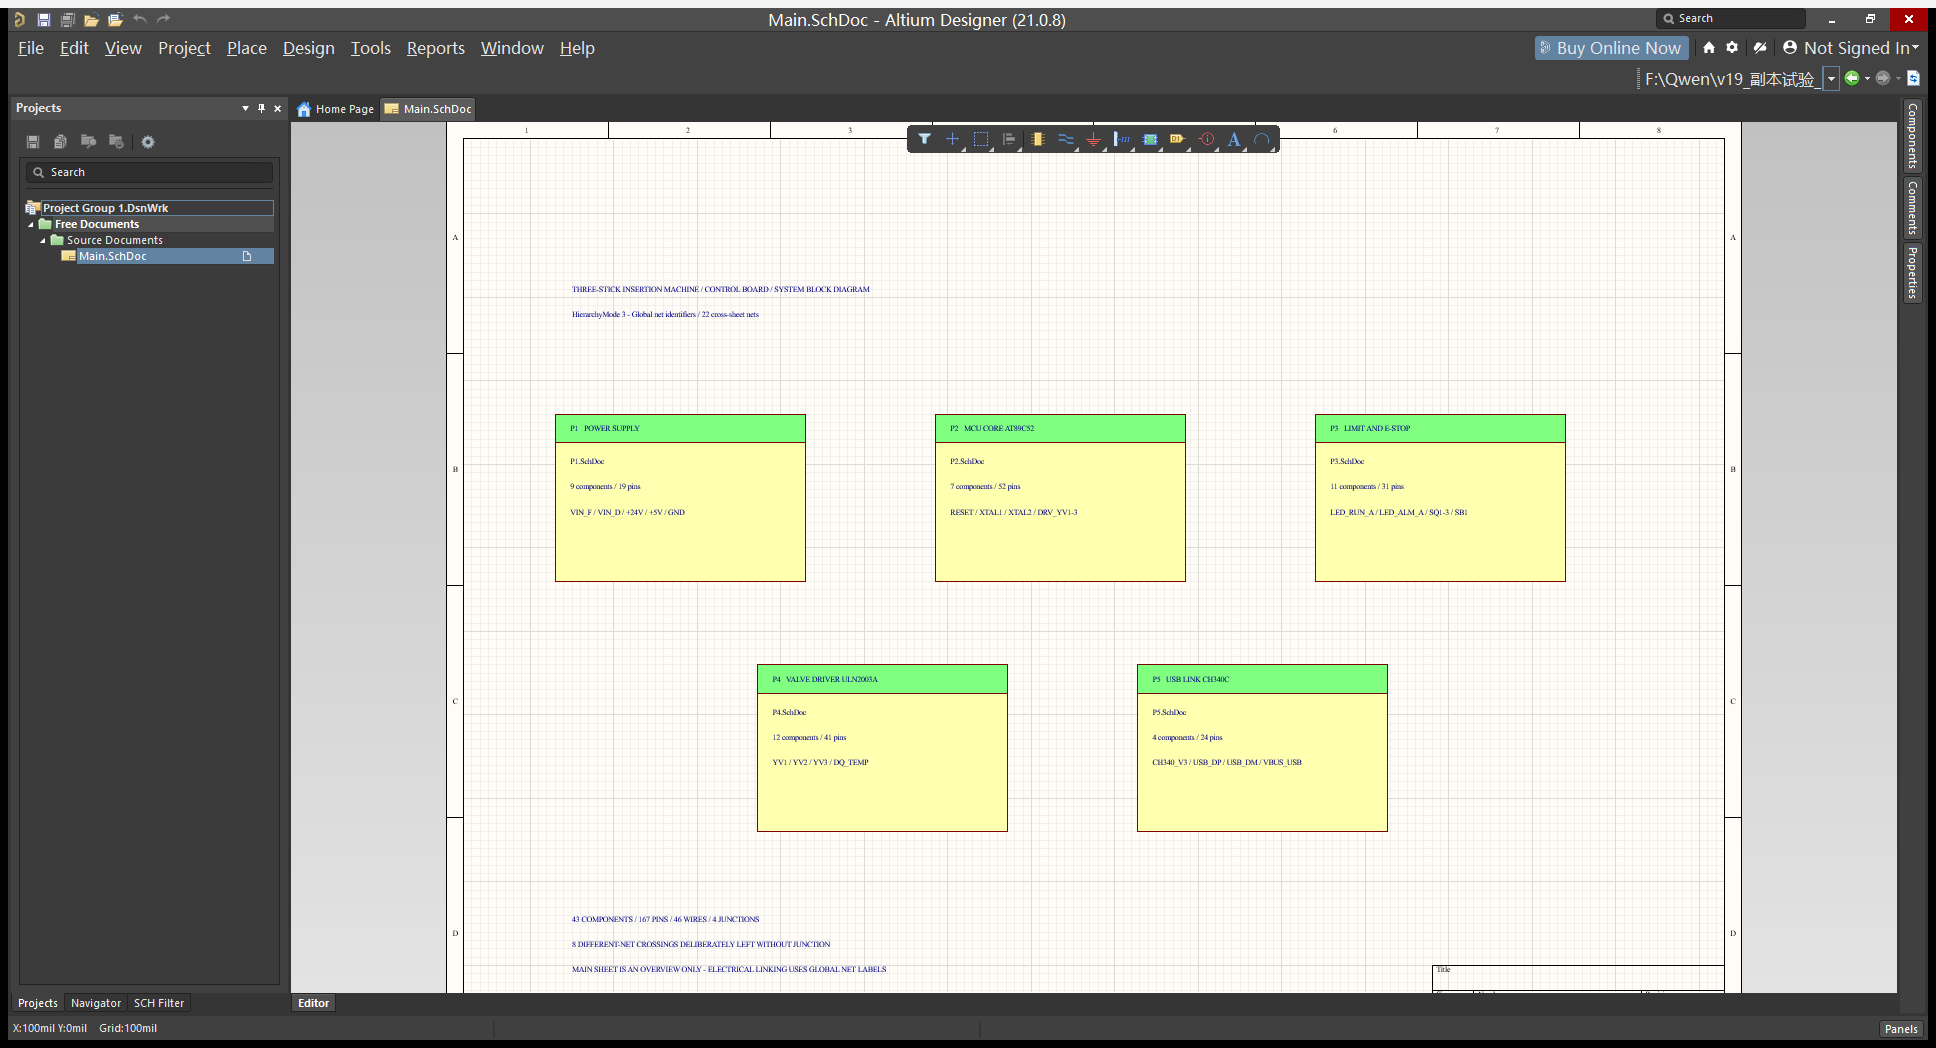 Main.SchDoc - Altium Designer (21.0.8)
Search
File Edit View Project Place Design Tools Reports Window Help
Buy Online Now
Not Signed In
F:\Qwen\v19_副本试验_
Projects
Home Page
Main.SchDoc
Search
Project Group 1.DsnWrk
Free Documents
Source Documents
Main.SchDoc
Components
Comments
Properties
1 2 3 6 7 8
A A
THREE-STICK INSERTION MACHINE / CONTROL BOARD / SYSTEM BLOCK DIAGRAM
HierarchyMode 3 - Global net identifiers / 22 cross-sheet nets
B B
P1 POWER SUPPLY
P1.SchDoc
9 components / 19 pins
VIN_F / VIN_D / +24V / +5V / GND
P2 MCU CORE AT89C52
P2.SchDoc
7 components / 52 pins
RESET / XTAL1 / XTAL2 / DRV_YV1-3
P3 LIMIT AND E-STOP
P3.SchDoc
11 components / 31 pins
LED_RUN_A / LED_ALM_A / SQ1-3 / SB1
C C
P4 VALVE DRIVER ULN2003A
P4.SchDoc
12 components / 41 pins
YV1 / YV2 / YV3 / DQ_TEMP
P5 USB LINK CH340C
P5.SchDoc
4 components / 24 pins
CH340_V3 / USB_DP / USB_DM / VBUS_USB
D D
43 COMPONENTS / 167 PINS / 46 WIRES / 4 JUNCTIONS
8 DIFFERENT-NET CROSSINGS DELIBERATELY LEFT WITHOUT JUNCTION
MAIN SHEET IS AN OVERVIEW ONLY - ELECTRICAL LINKING USES GLOBAL NET LABELS
Title
Projects Navigator SCH Filter
Editor
X:100mil Y:0mil Grid:100mil
Panels